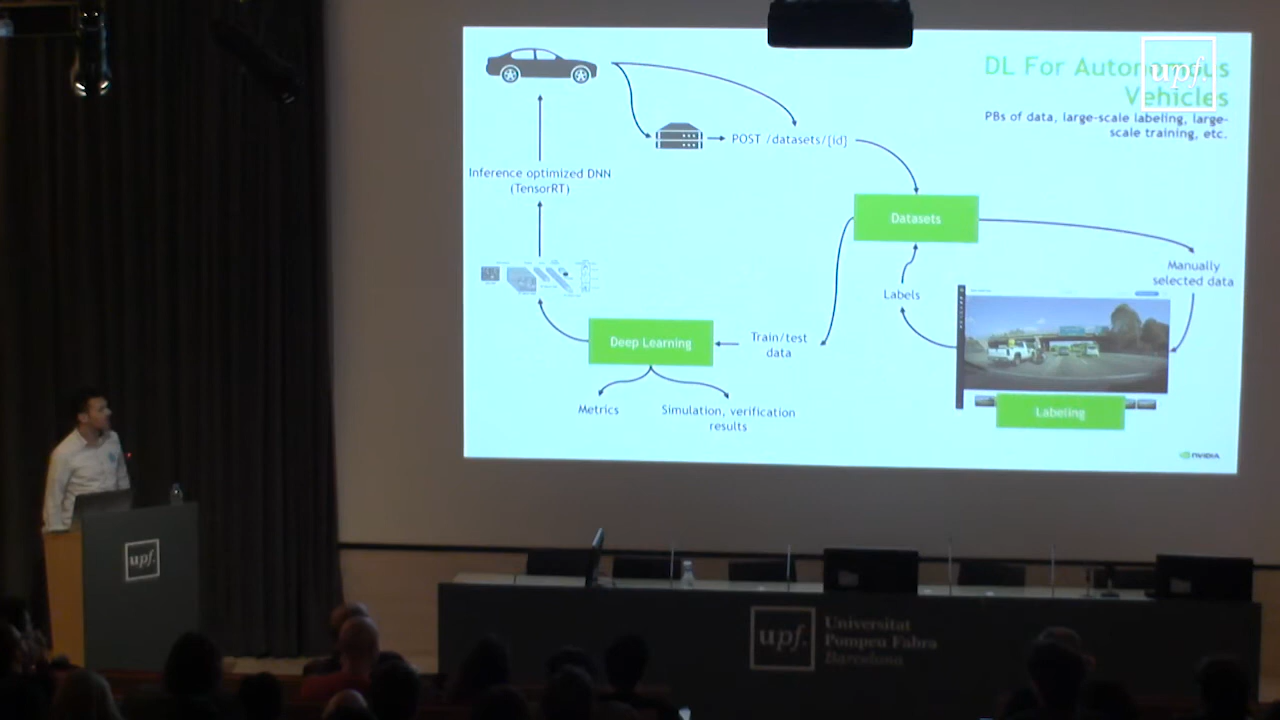 DL For Autonomous
Vehicles
PBs of data, large-scale labeling, large-
scale training, etc.
upf.
POST /datasets/{id}
Inference optimized DNN
(TensorRT)
Datasets
Manually
selected data
Labels
Deep Learning
Train/test
data
Metrics
Simulation, verification
results
Labeling
NVIDIA
upf.
upf.
Universitat
Pompeu Fabra
Barcelona